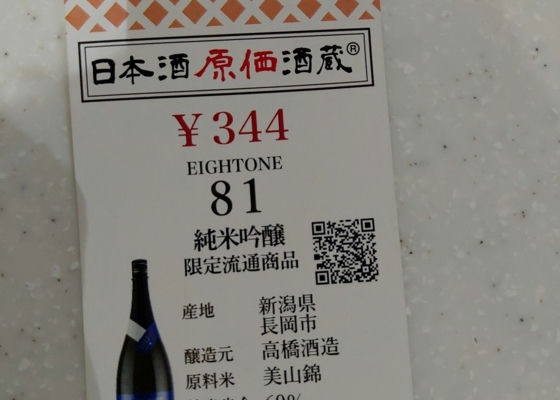 日本酒原価酒蔵®
¥344
EIGHTONE
81
純米吟醸
限定流通商品
産地 新潟県
長岡市
醸造元 高橋酒造
原料米 美山錦